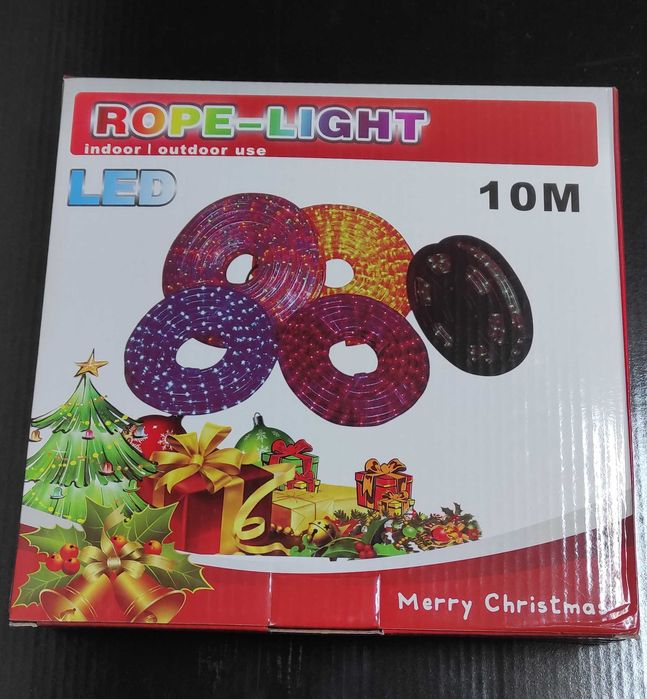 ROPE-LIGHT
indoor | outdoor use
LED
10M
Merry Christmas